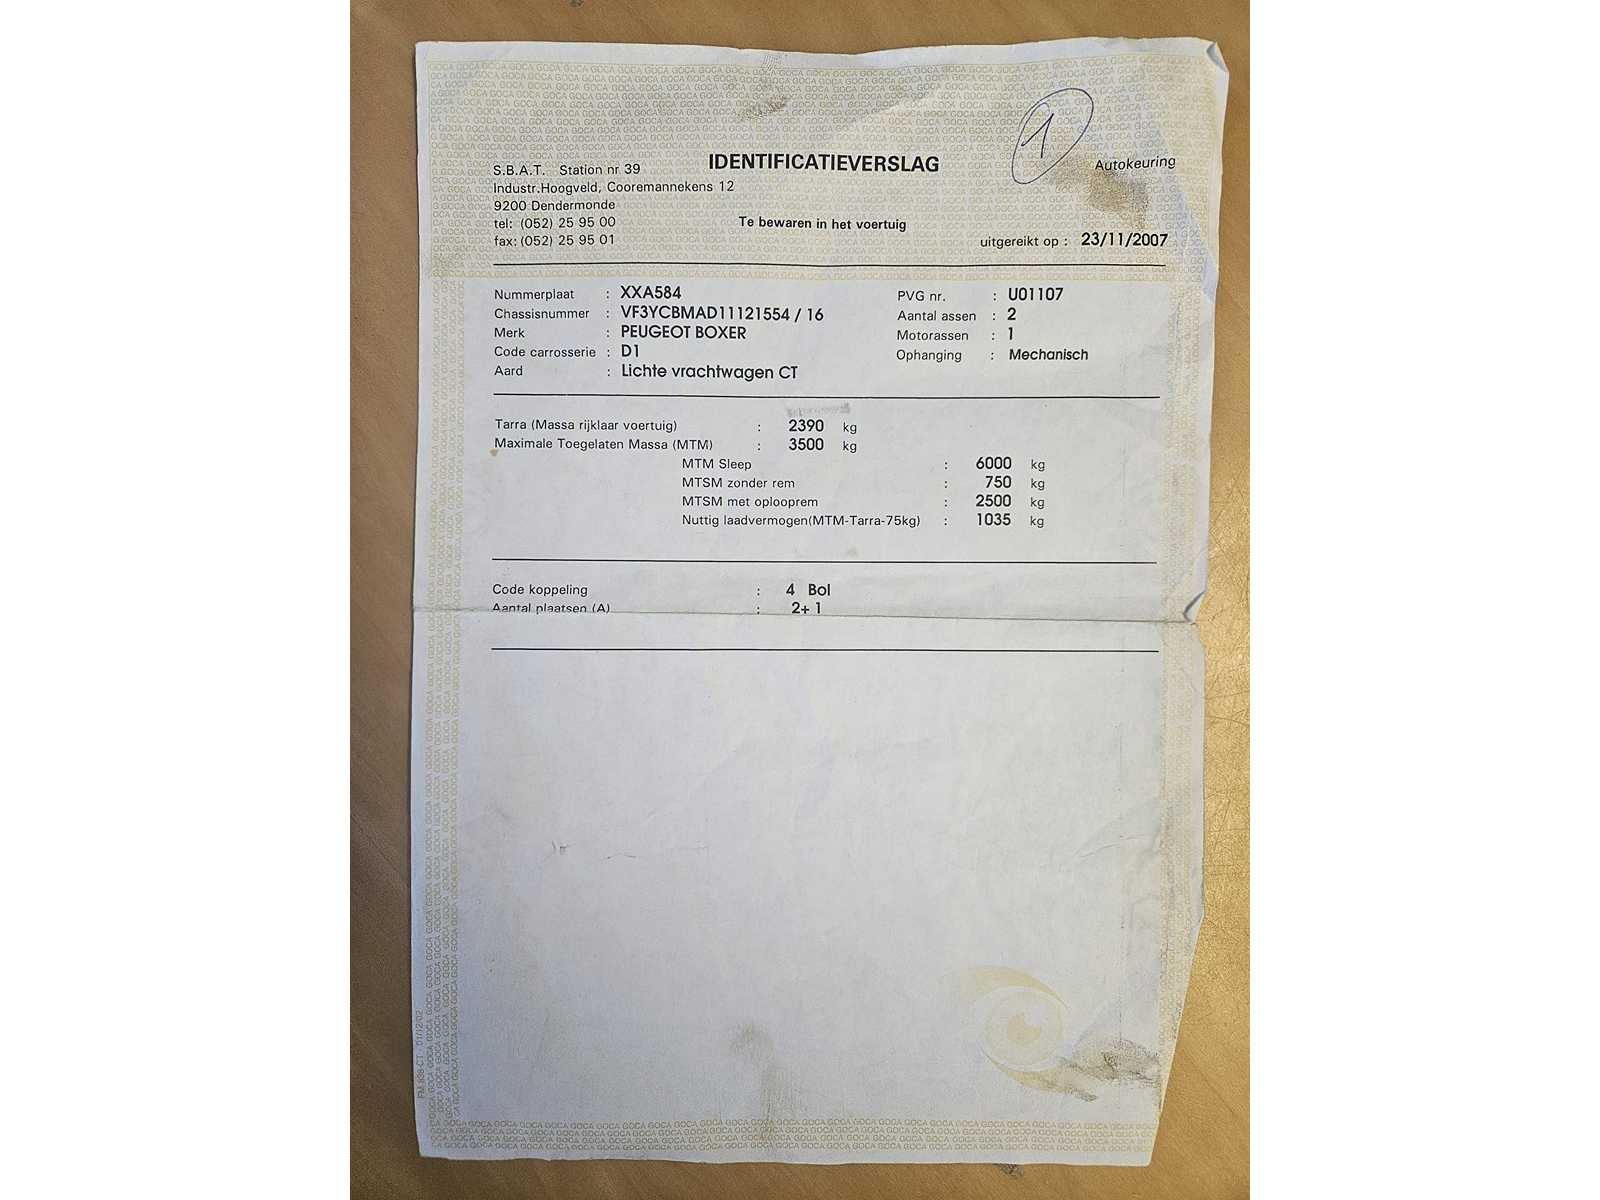 1
IDENTIFICATIEVERSLAG
Autokeuring
S.B.A.T. Station nr 39
Industr.Hoogveld, Cooremannekens 12
9200 Dendermonde
tel: (052) 25 95 00
fax: (052) 25 95 01
Te bewaren in het voertuig
uitgereikt op : 23/11/2007
Nummerplaat : XXA584
Chassisnummer : VF3YCBMAD11121554 / 16
Merk : PEUGEOT BOXER
Code carrosserie : D1
Aard : Lichte vrachtwagen CT
PVG nr. : U01107
Aantal assen : 2
Motorassen : 1
Ophanging : Mechanisch
Tarra (Massa rijklaar voertuig) : 2390 kg
Maximale Toegelaten Massa (MTM) : 3500 kg
MTM Sleep : 6000 kg
MTSM zonder rem : 750 kg
MTSM met oplooprem : 2500 kg
Nuttig laadvermogen(MTM-Tarra-75kg) : 1035 kg
Code koppeling : 4 Bol
Aantal plaatsen (A) : 2+ 1